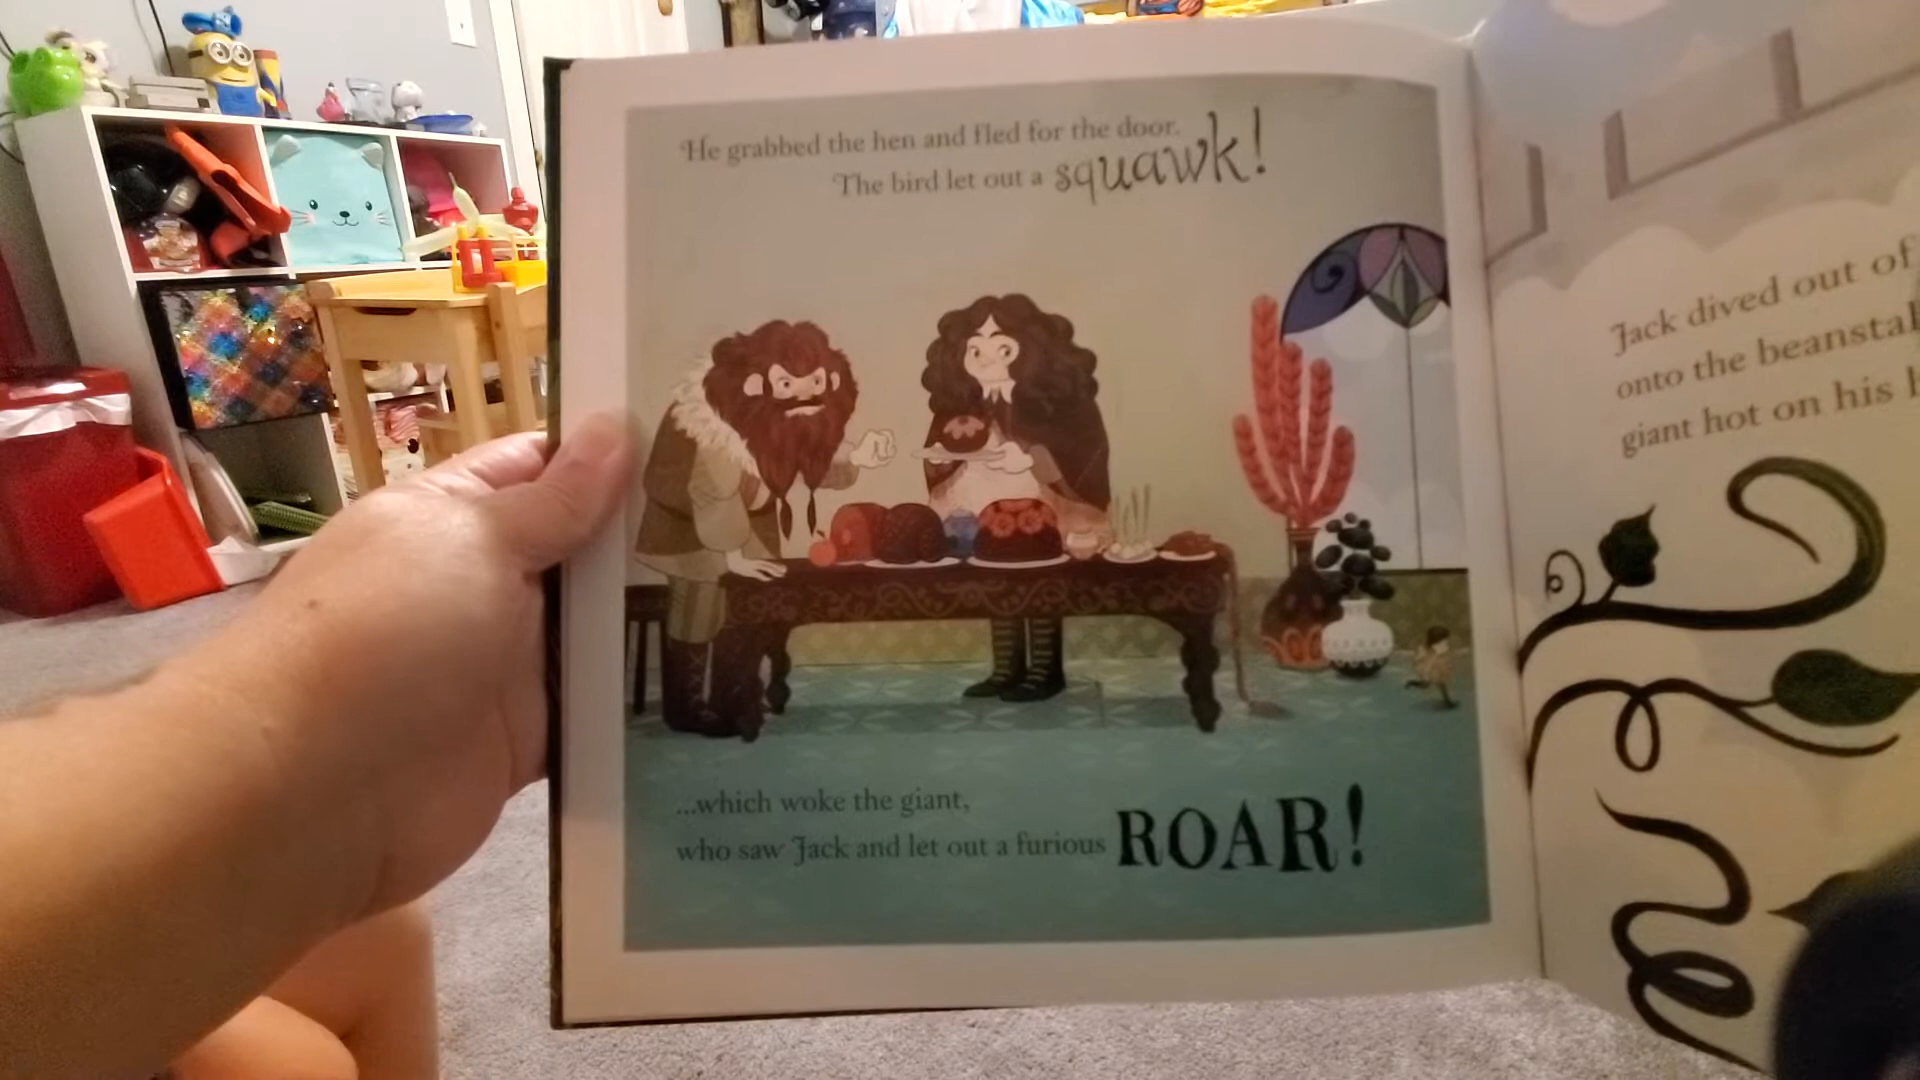 He grabbed the hen and fled for the door.
The bird let out a squawk!
...which woke the giant,
who saw Jack and let out a furious ROAR!
Jack dived out of
onto the beanstal
giant hot on his